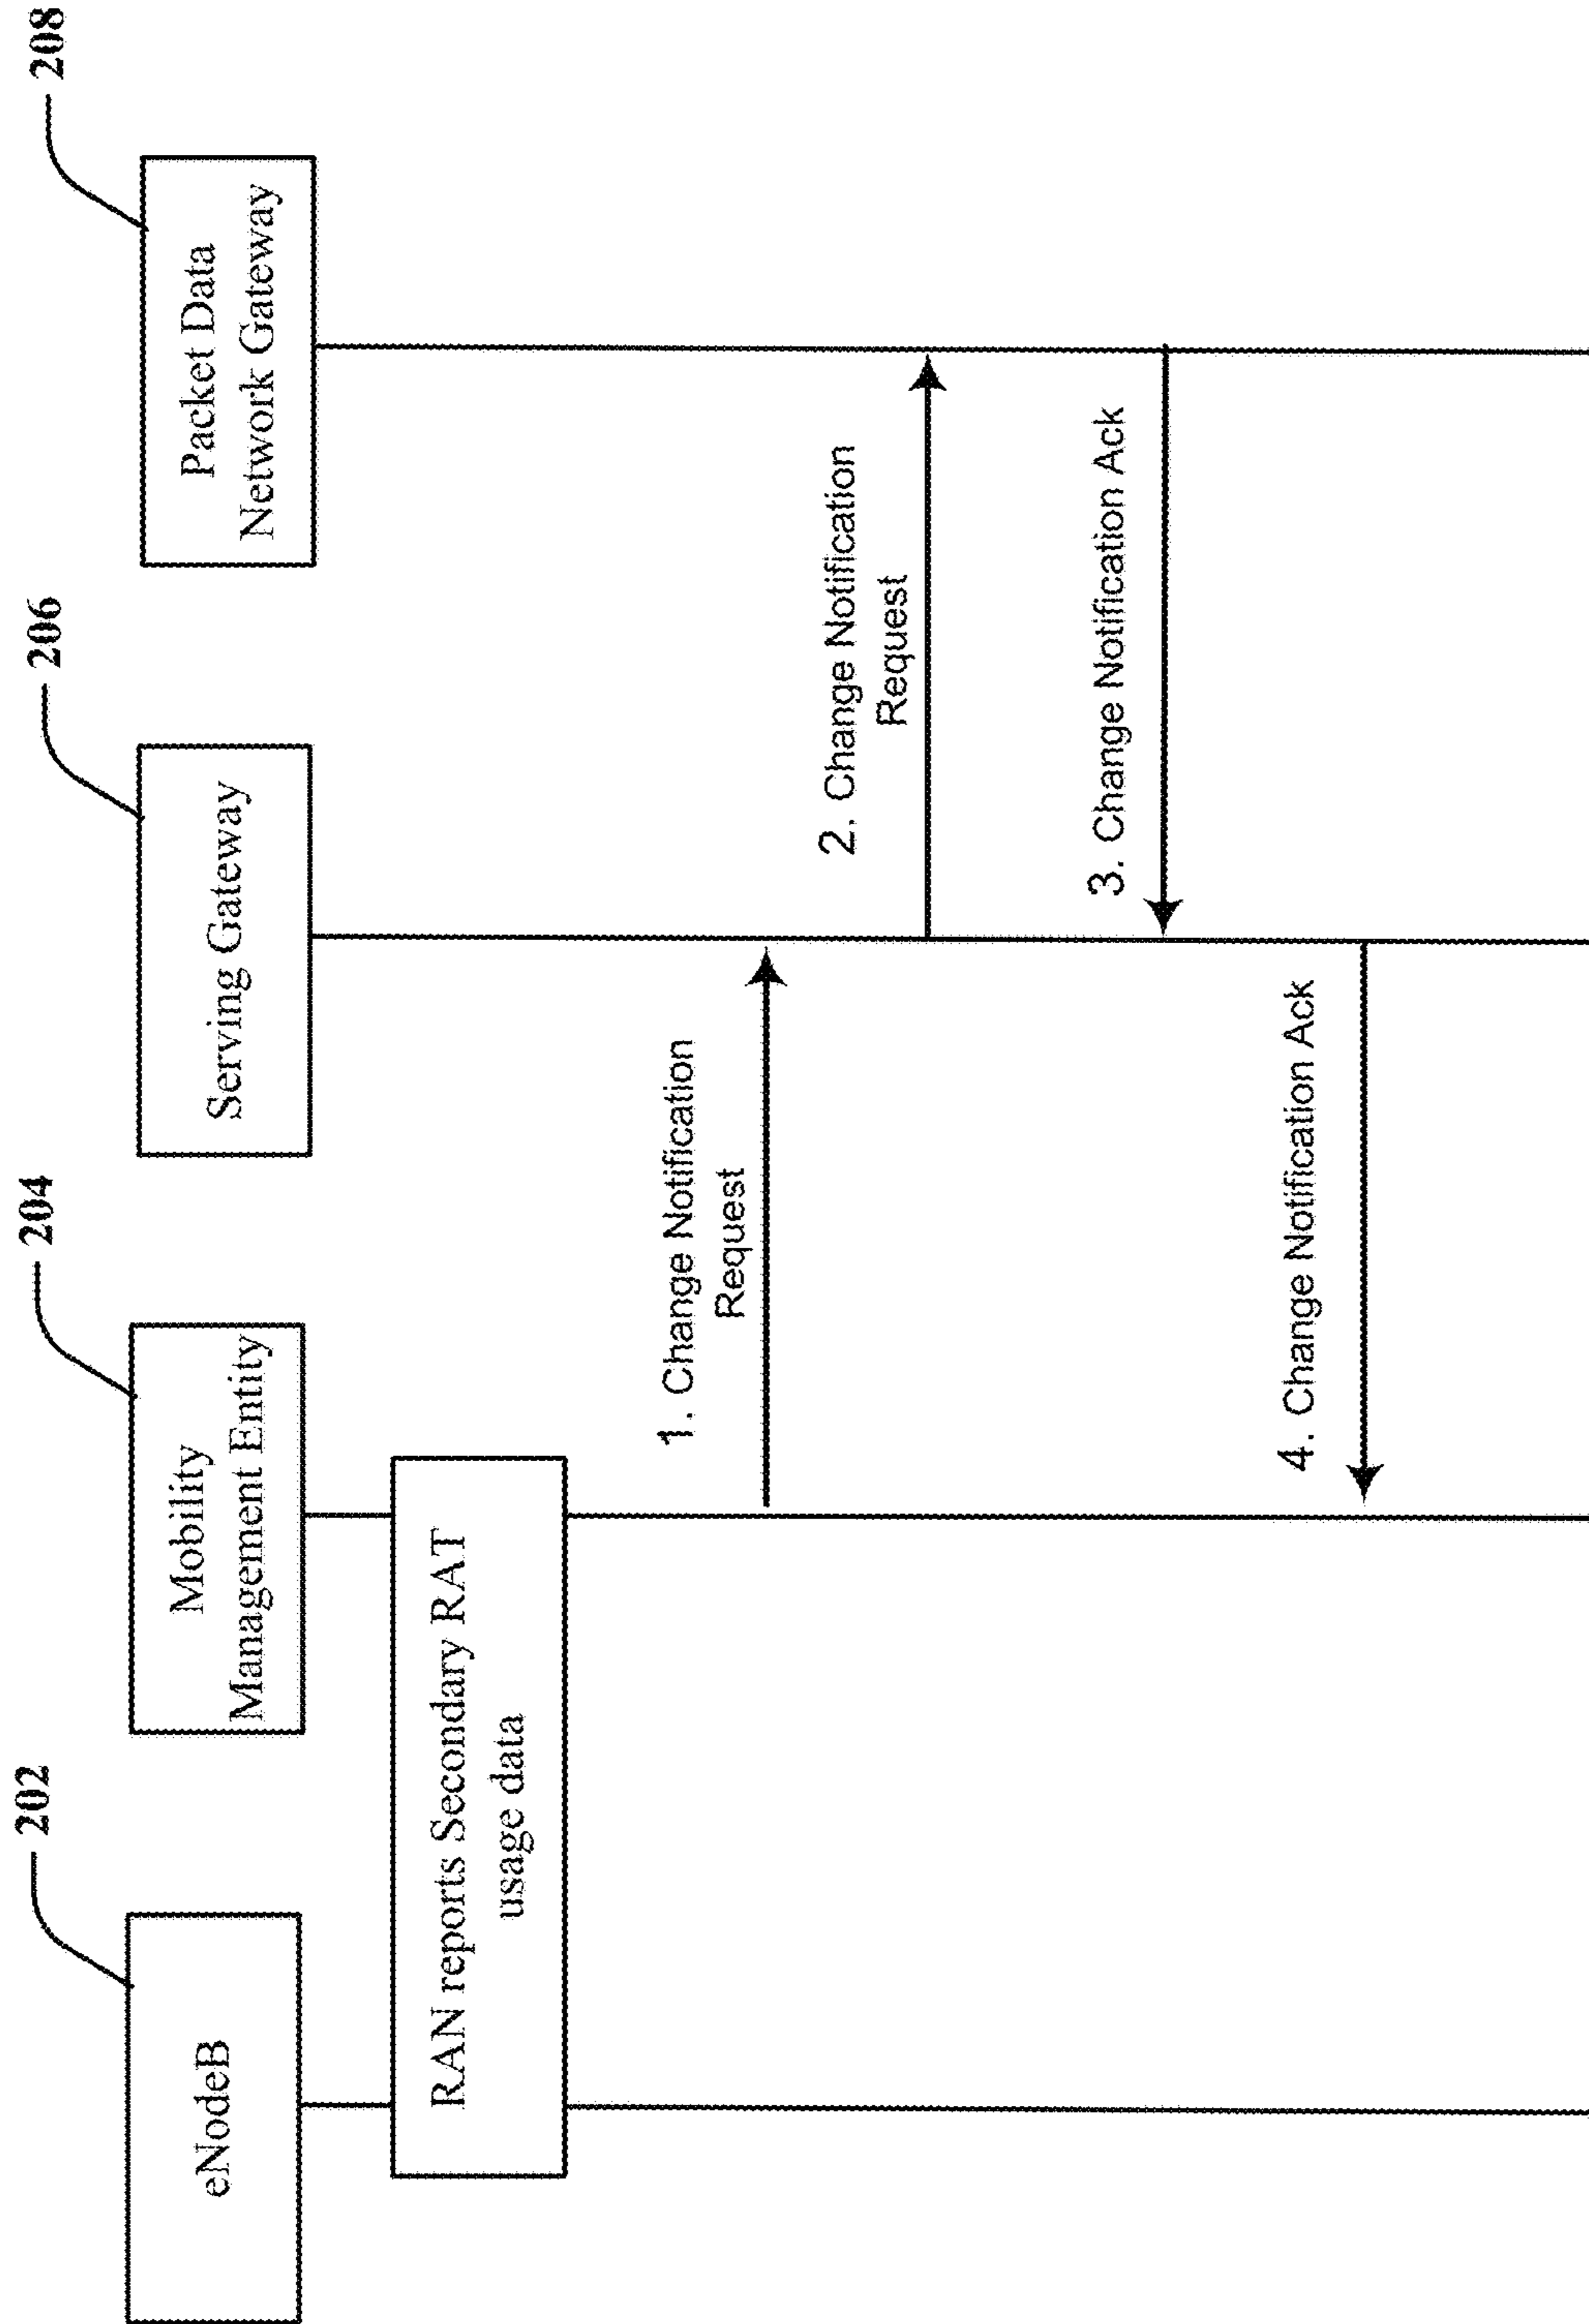 202
204
206
208
eNodeB
Mobility
Management Entity
Serving Gateway
Packet Data
Network Gateway
RAN reports Secondary RAT
usage data
1. Change Notification
Request
2. Change Notification
Request
3. Change Notification Ack
4. Change Notification Ack